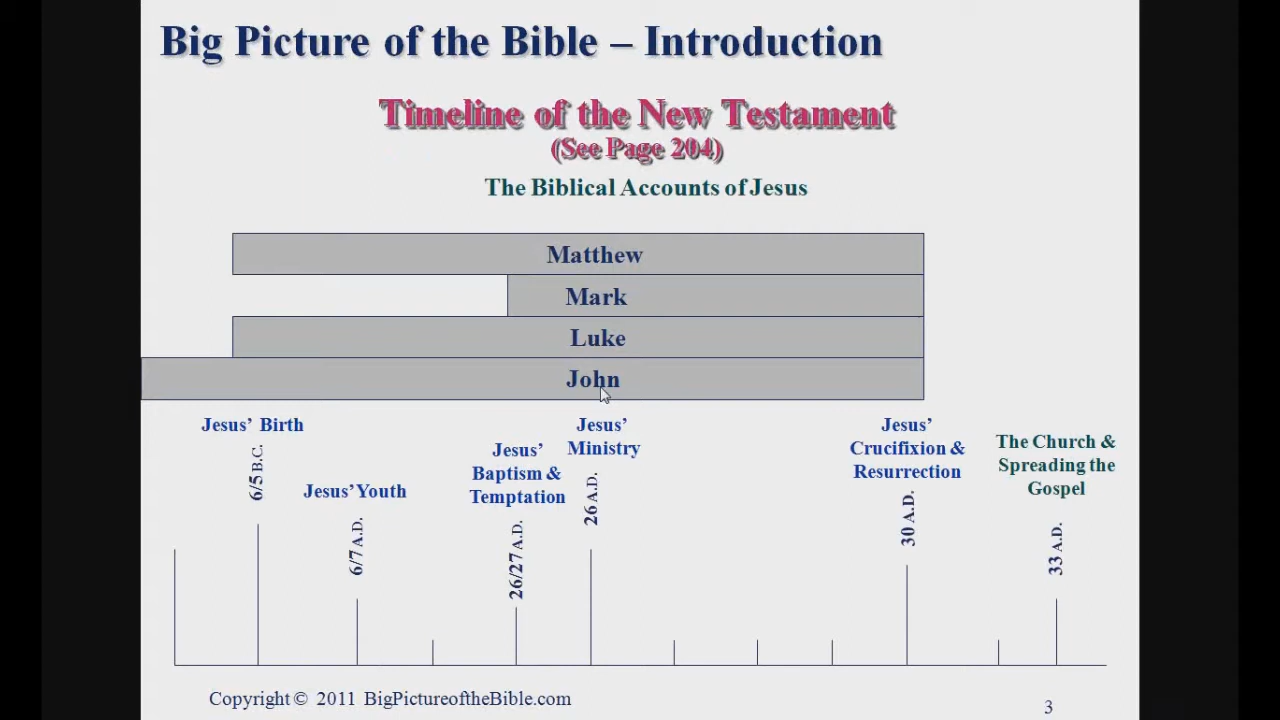 Big Picture of the Bible – Introduction
Timeline of the New Testament
(See Page 204)
The Biblical Accounts of Jesus
Matthew
Mark
Luke
John
Jesus’ Birth
6/5 B.C.
Jesus’ Youth
6/7 A.D.
Jesus’
Baptism &
Temptation
26/27 A.D.
Jesus’
Ministry
26 A.D.
Jesus’
Crucifixion &
Resurrection
30 A.D.
The Church &
Spreading the
Gospel
33 A.D.
Copyright © 2011 BigPictureoftheBible.com
3